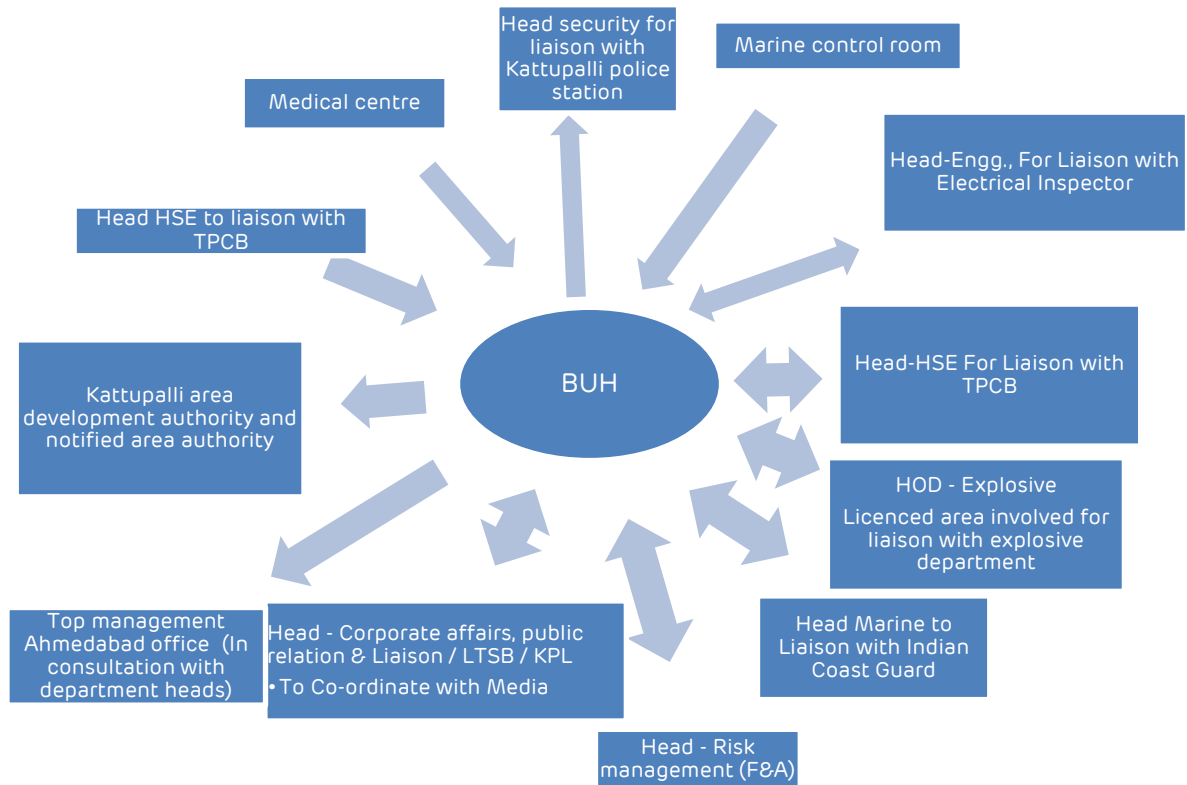 Head security for
liaison with
Kattupalli police
station
Marine control room
Medical centre
Head-Engg., For Liaison with
Electrical Inspector
Head HSE to liaison with
TPCB
BUH
Head-HSE For Liaison with
TPCB
Kattupalli area
development authority and
notified area authority
HOD - Explosive
Licenced area involved for
liaison with explosive
department
Top management
Ahmedabad office (In
consultation with
department heads)
Head - Corporate affairs, public
relation & Liaison / LTSB / KPL
• To Co-ordinate with Media
Head Marine to
Liaison with Indian
Coast Guard
Head - Risk
management (F&A)